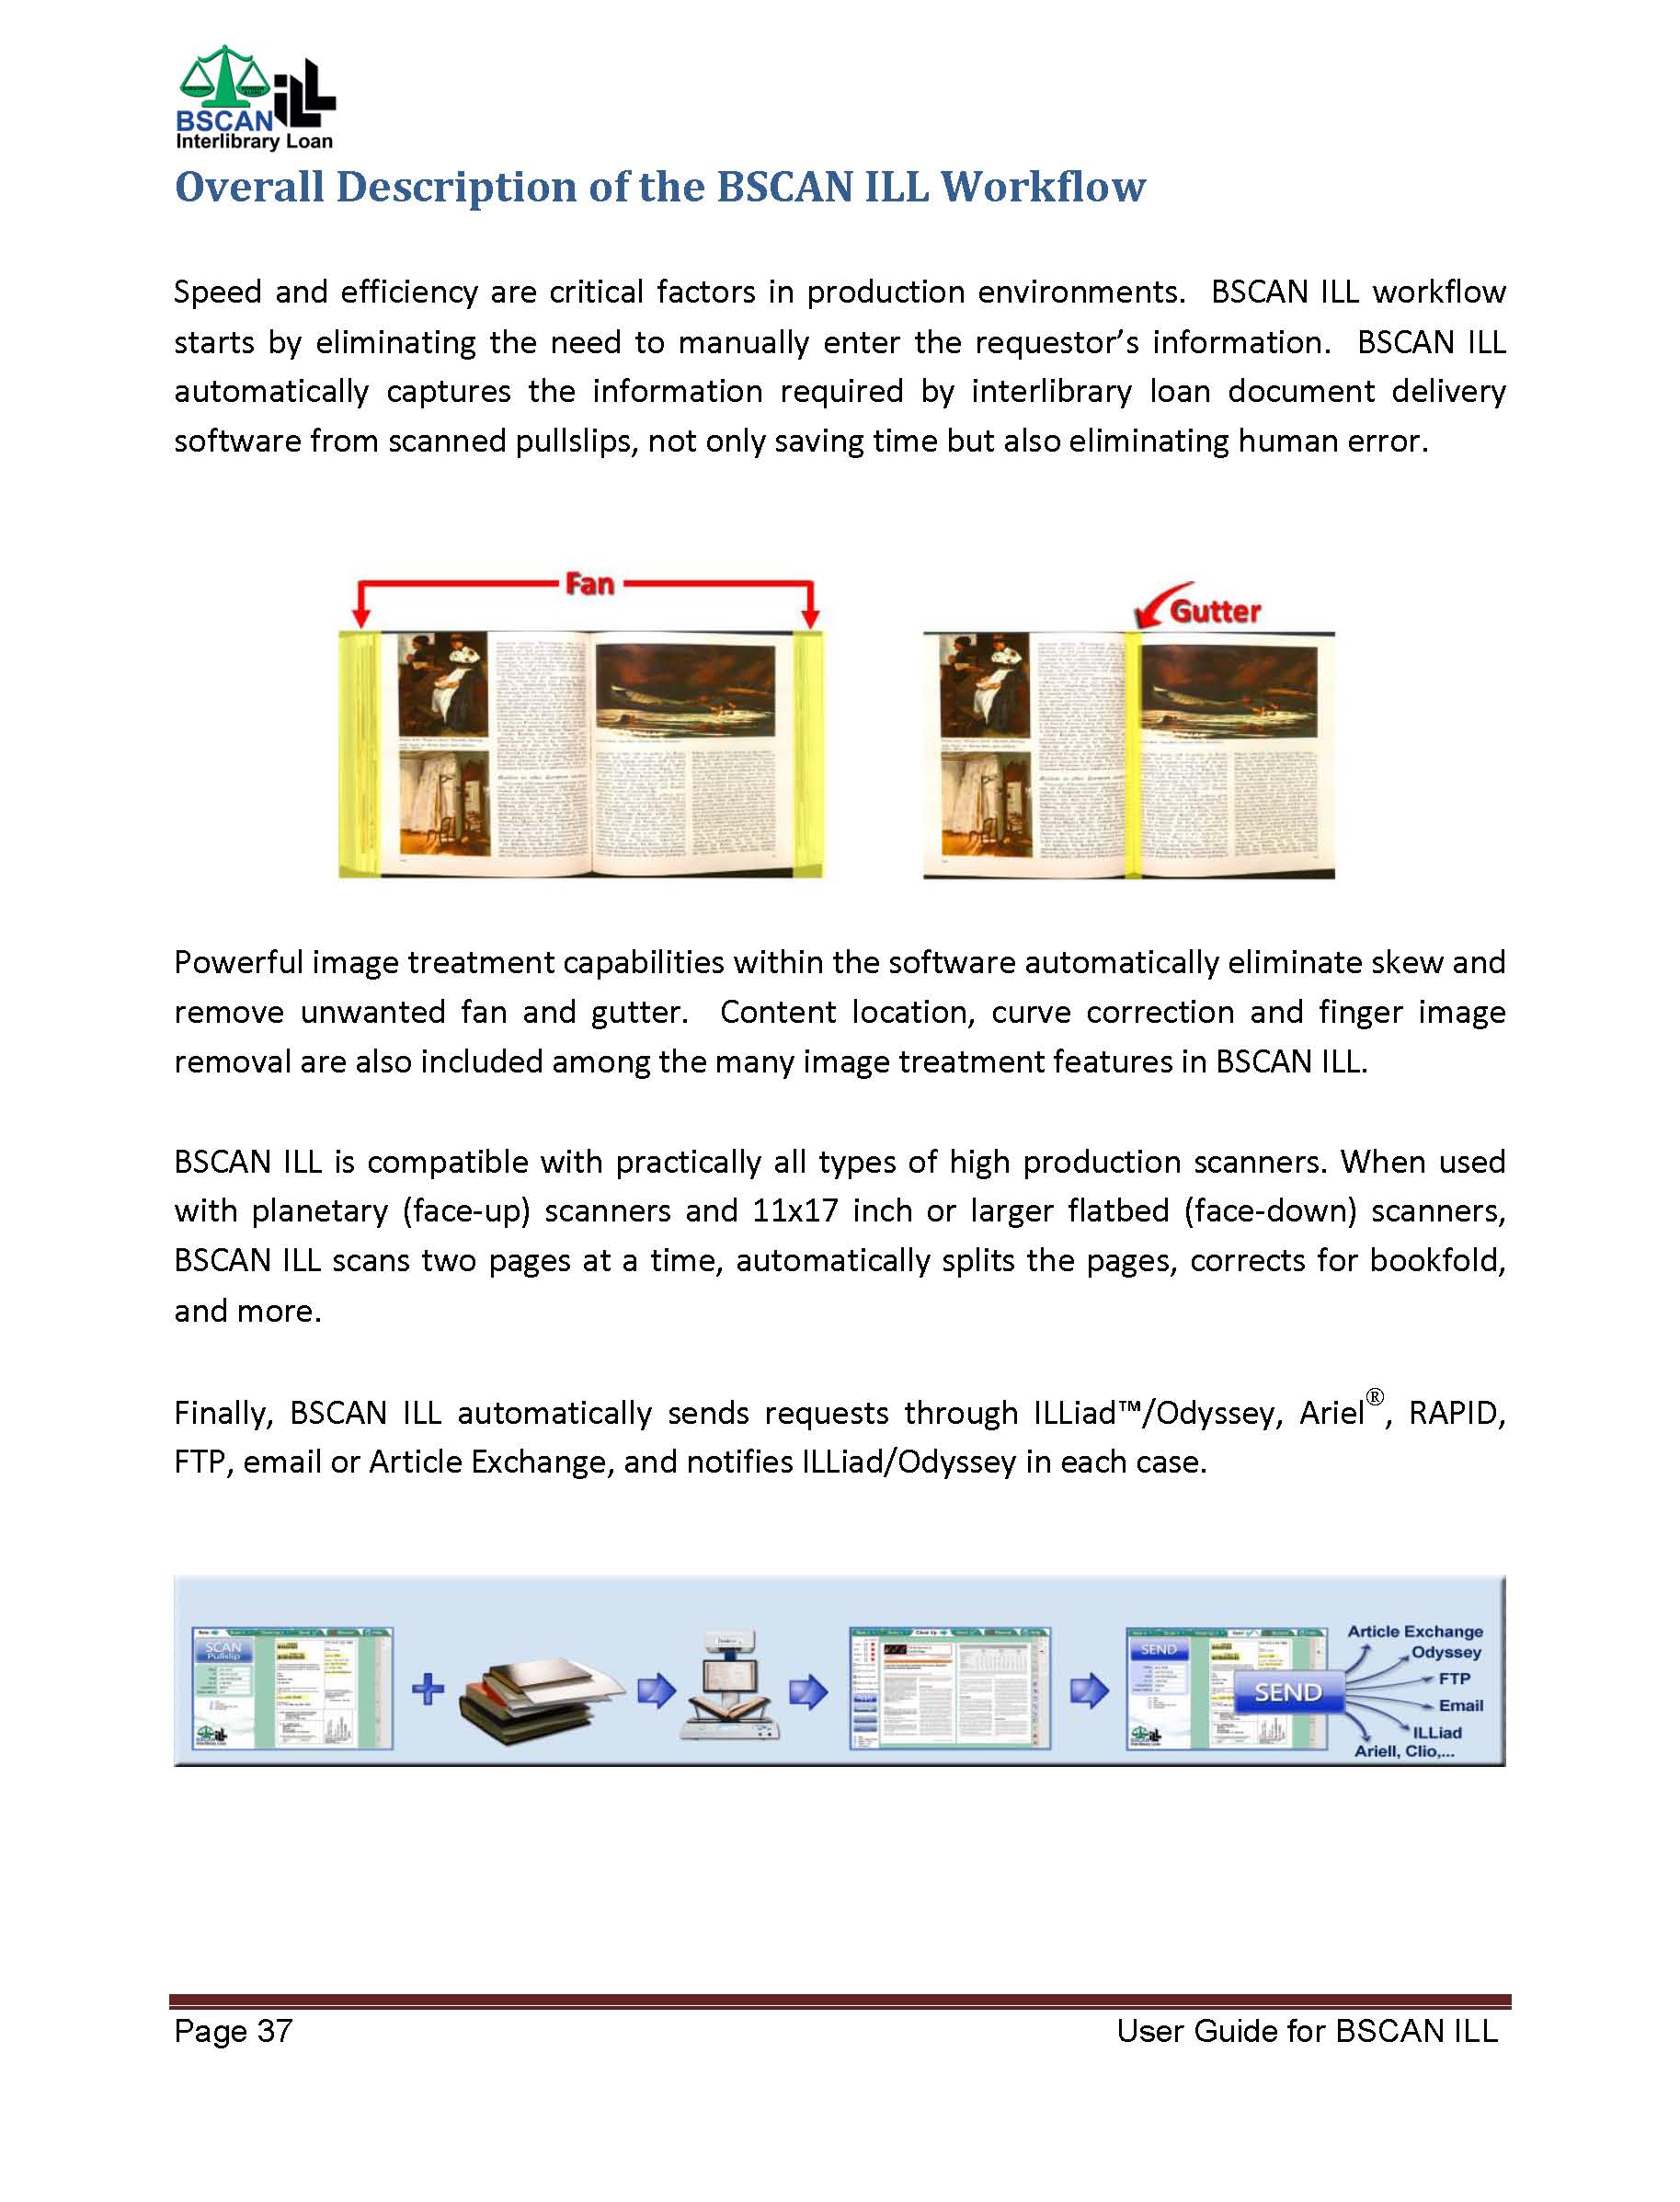 BSCAN ILL
Interlibrary Loan
Overall Description of the BSCAN ILL Workflow
Speed and efficiency are critical factors in production environments. BSCAN ILL workflow
starts by eliminating the need to manually enter the requestor’s information. BSCAN ILL
automatically captures the information required by interlibrary loan document delivery
software from scanned pullslips, not only saving time but also eliminating human error.
Fan
Gutter
Powerful image treatment capabilities within the software automatically eliminate skew and
remove unwanted fan and gutter. Content location, curve correction and finger image
removal are also included among the many image treatment features in BSCAN ILL.
BSCAN ILL is compatible with practically all types of high production scanners. When used
with planetary (face-up) scanners and 11x17 inch or larger flatbed (face-down) scanners,
BSCAN ILL scans two pages at a time, automatically splits the pages, corrects for bookfold,
and more.
Finally, BSCAN ILL automatically sends requests through ILLiad™/Odyssey, Ariel®, RAPID,
FTP, email or Article Exchange, and notifies ILLiad/Odyssey in each case.
SCAN
Pullslip
SEND
SEND
Article Exchange
Odyssey
FTP
Email
ILLiad
Ariell, Clio,...
Page 37
User Guide for BSCAN ILL